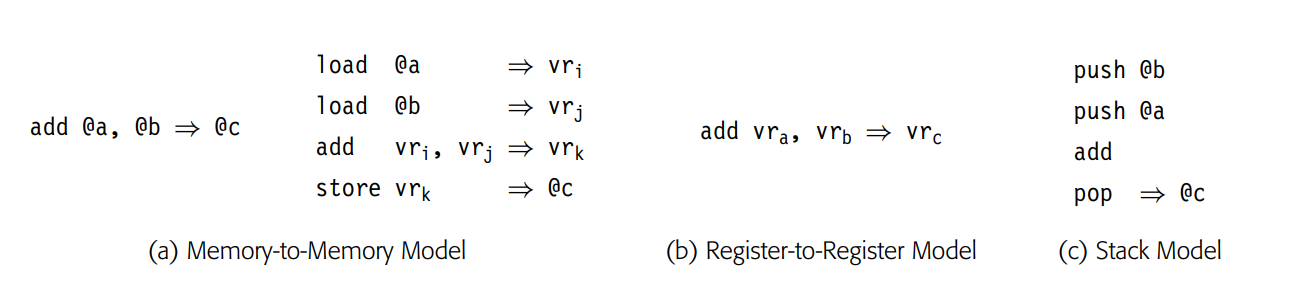 add @a, @b ⇒ @c
load @a ⇒ vrᵢ
load @b ⇒ vrⱼ
add vrᵢ, vrⱼ ⇒ vrₖ
store vrₖ ⇒ @c
(a) Memory-to-Memory Model
add vrₐ, vr_b ⇒ vr_c
(b) Register-to-Register Model
push @b
push @a
add
pop ⇒ @c
(c) Stack Model